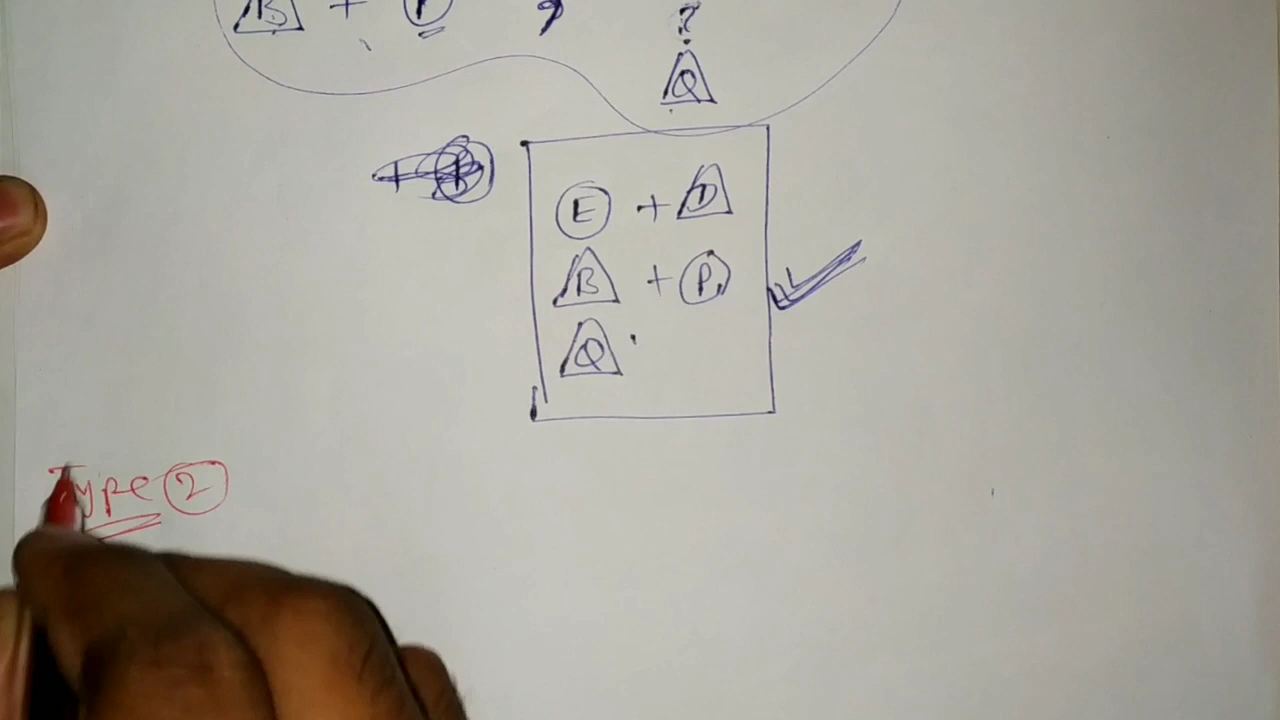 B + P , ?
Q
E + D
B + P
Q
Type 2